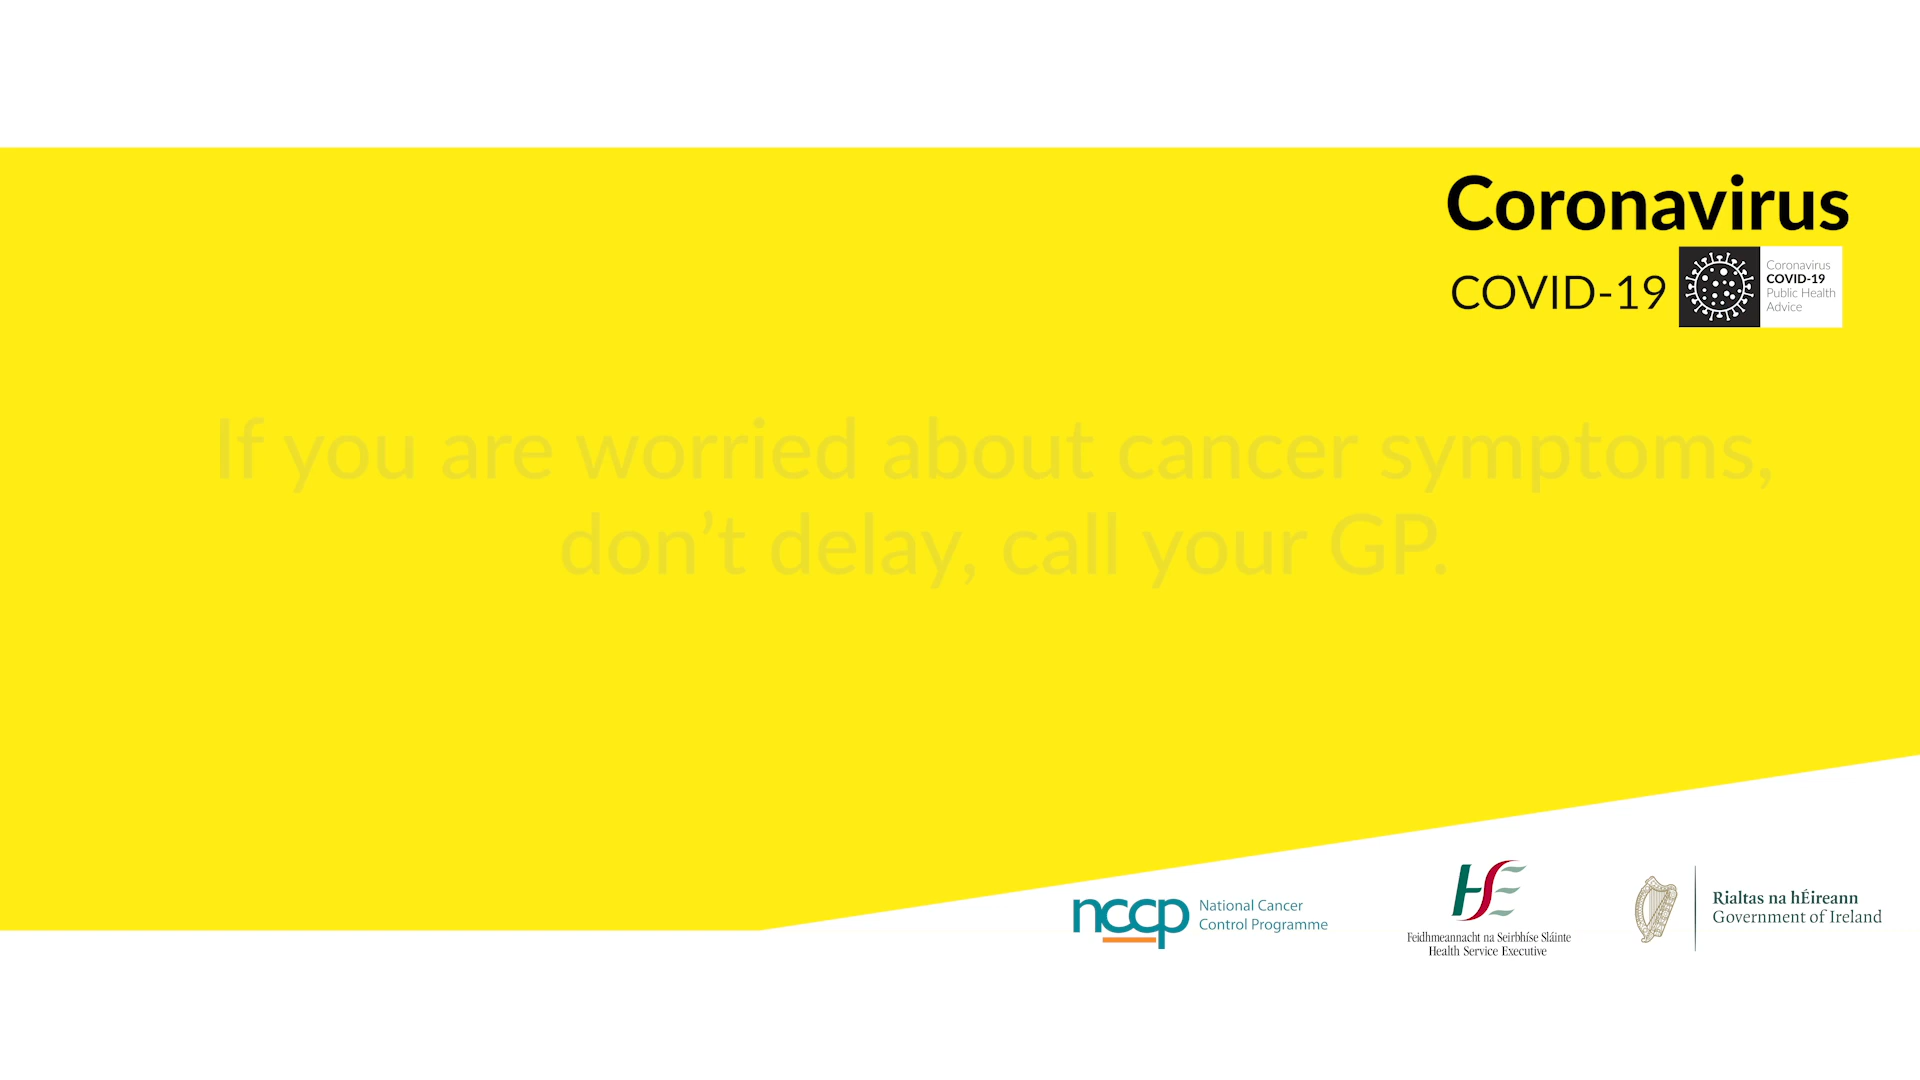 Coronavirus
COVID-19
Coronavirus
COVID-19
Public Health
Advice
If you are worried about cancer symptoms,
don’t delay, call your GP.
nccp
National Cancer
Control Programme
HSE
Feidhmeannacht na Seirbhíse Sláinte
Health Service Executive
Rialtas na hÉireann
Government of Ireland